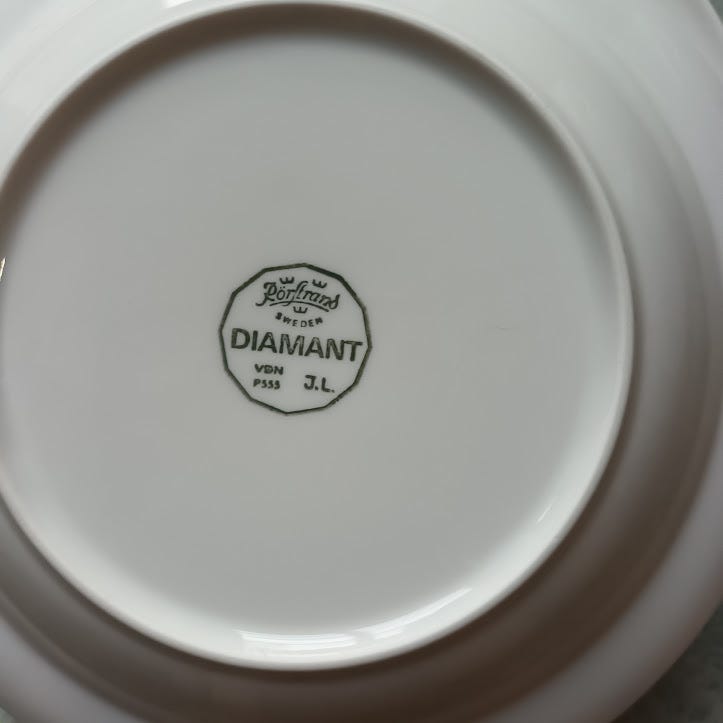 Rörstrand
SWEDEN
DIAMANT
VDN
P555 J.L.